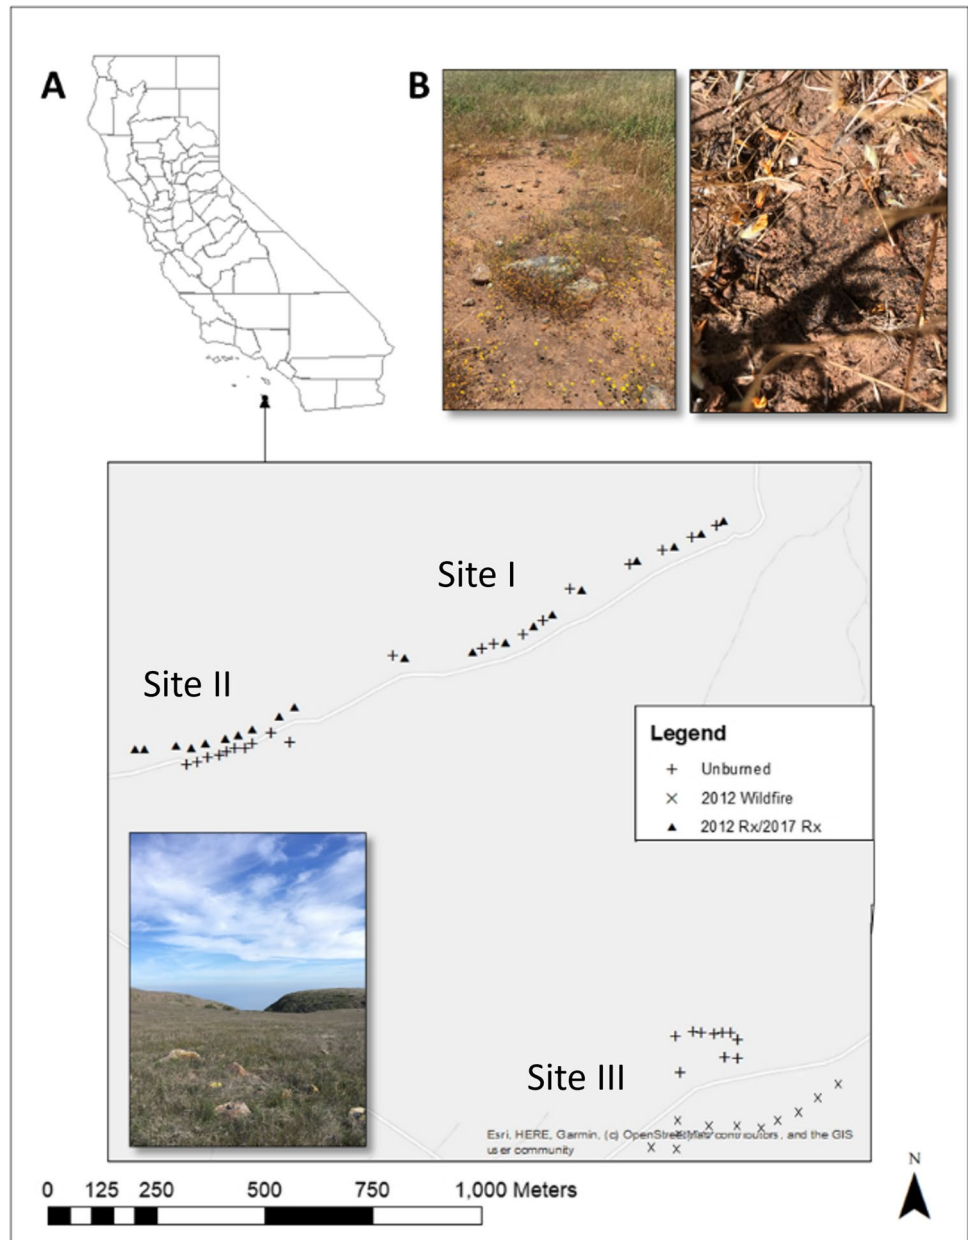 A
B
Site I
Site II
Legend
Unburned
2012 Wildfire
2012 Rx/2017 Rx
Site III
Esri, HERE, Garmin, (c) OpenStreetMap contributors, and the GIS
user community
N
0 125 250 500 750 1,000 Meters